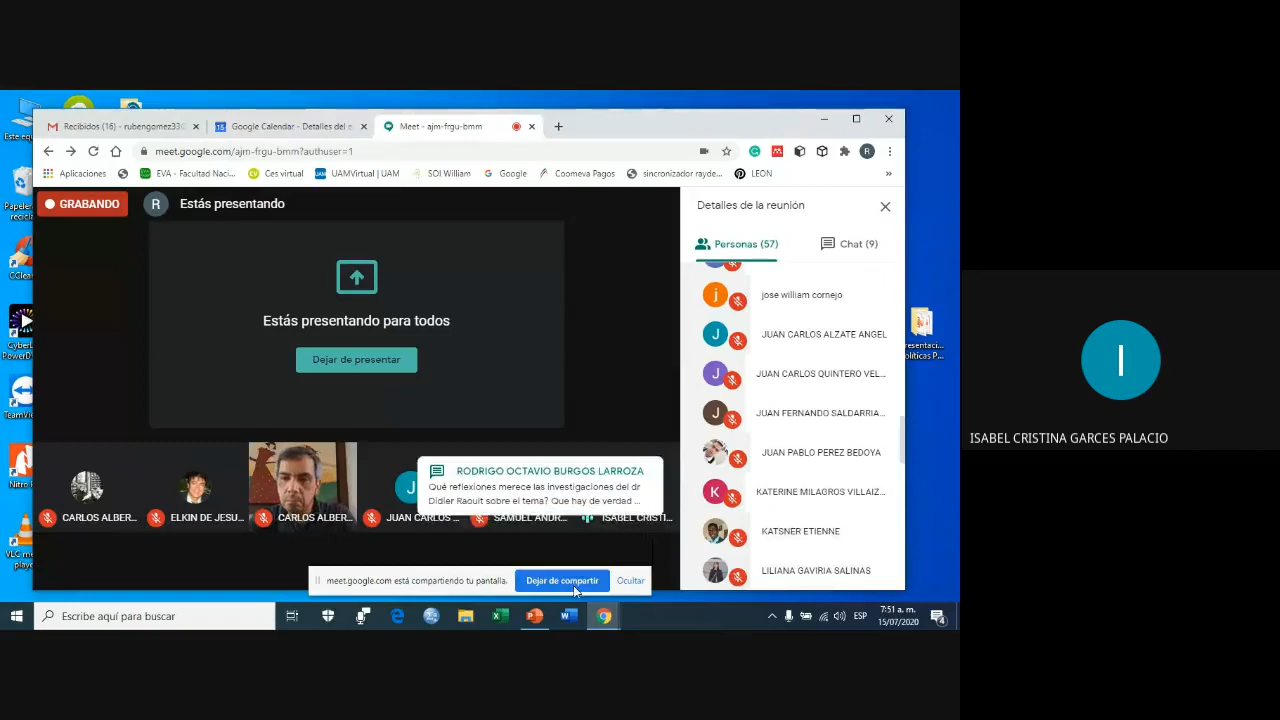 Recibidos (16) - rubengomez33@
Google Calendar - Detalles del e
Meet - ajm-frgu-bmm
meet.google.com/ajm-frgu-bmm?authuser=1
R
Aplicaciones
EVA - Facultad Naci...
Ces virtual
UAMVirtual | UAM
SOI William
Google
Coomeva Pagos
sincronizador rayde...
LEON
»
GRABANDO
R
Estás presentando
Estás presentando para todos
Dejar de presentar
Detalles de la reunión
Personas (57)
Chat (9)
jose william cornejo
JUAN CARLOS ALZATE ANGEL
JUAN CARLOS QUINTERO VEL...
JUAN FERNANDO SALDARRIA...
JUAN PABLO PEREZ BEDOYA
KATERINE MILAGROS VILLAIZ...
KATSNER ETIENNE
LILIANA GAVIRIA SALINAS
RODRIGO OCTAVIO BURGOS LARROZA
Qué reflexiones merece las investigaciones del dr
Didier Raoult sobre el tema? Que hay de verdad ...
CARLOS ALBER...
ELKIN DE JESU...
CARLOS ALBER...
JUAN CARLOS ...
SAMUEL ANDR...
ISABEL CRISTI...
meet.google.com está compartiendo tu pantalla.
Dejar de compartir
Ocultar
Escribe aquí para buscar
ESP
7:51 a. m.
15/07/2020
4
I
ISABEL CRISTINA GARCES PALACIO